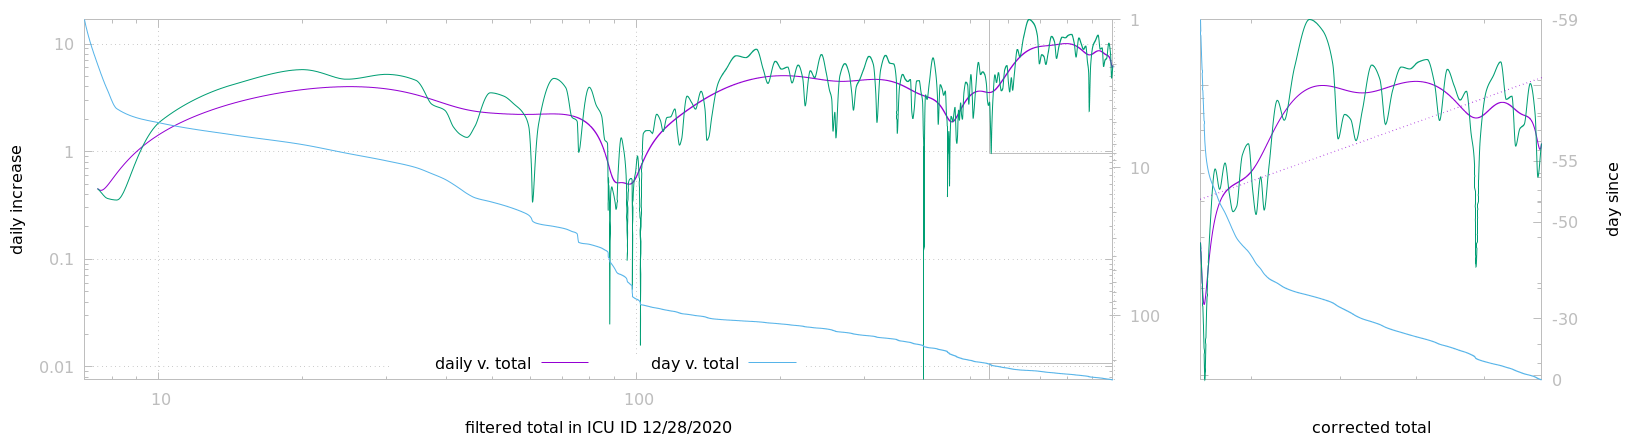 daily increase
10
1
0.1
0.01
10
100
1
10
100
daily v. total
day v. total
filtered total in ICU ID 12/28/2020
-59
-55
-50
-30
0
day since
corrected total